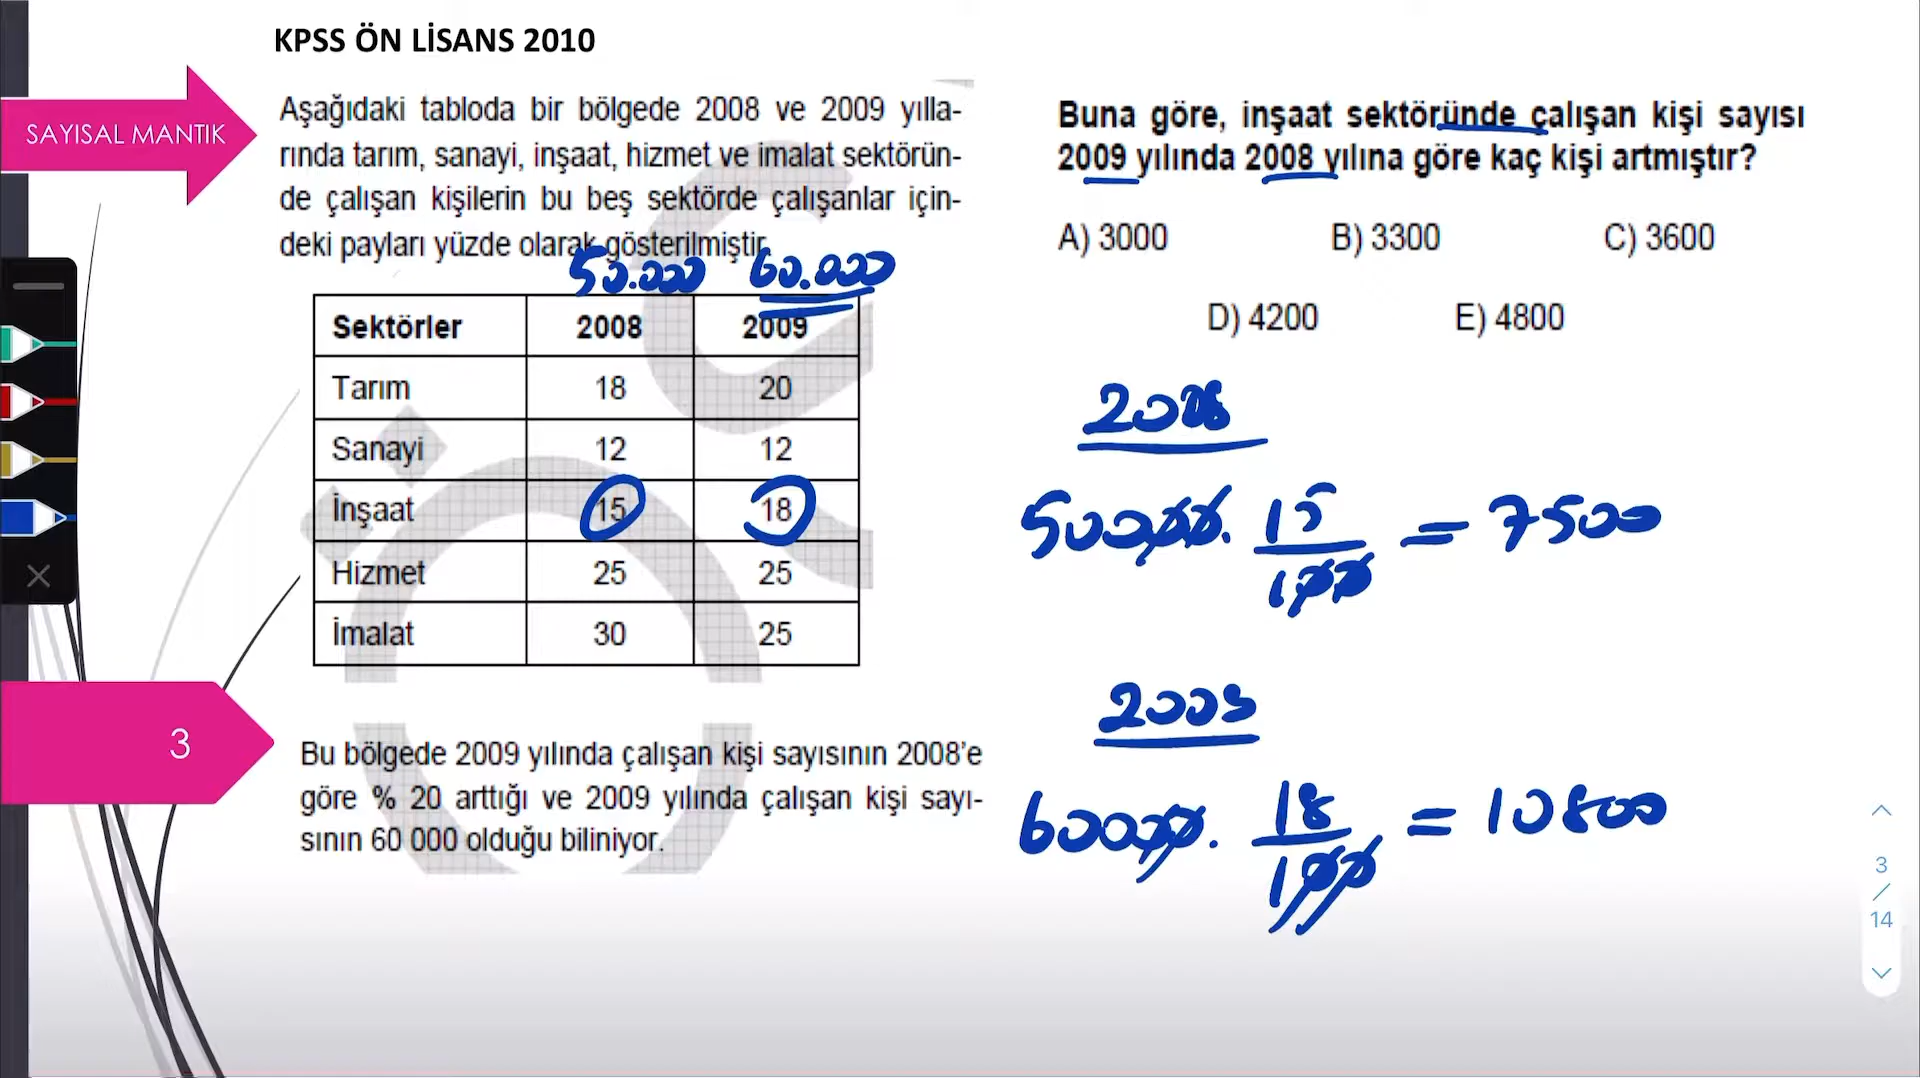 KPSS ÖN LİSANS 2010
SAYISAL MANTIK
Aşağıdaki tabloda bir bölgede 2008 ve 2009 yılla-
rında tarım, sanayi, inşaat, hizmet ve imalat sektörün-
de çalışan kişilerin bu beş sektörde çalışanlar için-
deki payları yüzde olarak gösterilmiştir.
50.000 60.000
Sektörler 2008 2009
Tarım 18 20
Sanayi 12 12
İnşaat 15 18
Hizmet 25 25
İmalat 30 25
3
Bu bölgede 2009 yılında çalışan kişi sayısının 2008'e
göre % 20 arttığı ve 2009 yılında çalışan kişi sayı-
sının 60 000 olduğu biliniyor.
Buna göre, inşaat sektöründe çalışan kişi sayısı
2009 yılında 2008 yılına göre kaç kişi artmıştır?
A) 3000 B) 3300 C) 3600
D) 4200 E) 4800
2008
50000 . 15/100 = 7500
2009
60000 . 18/100 = 10800
3
/
14